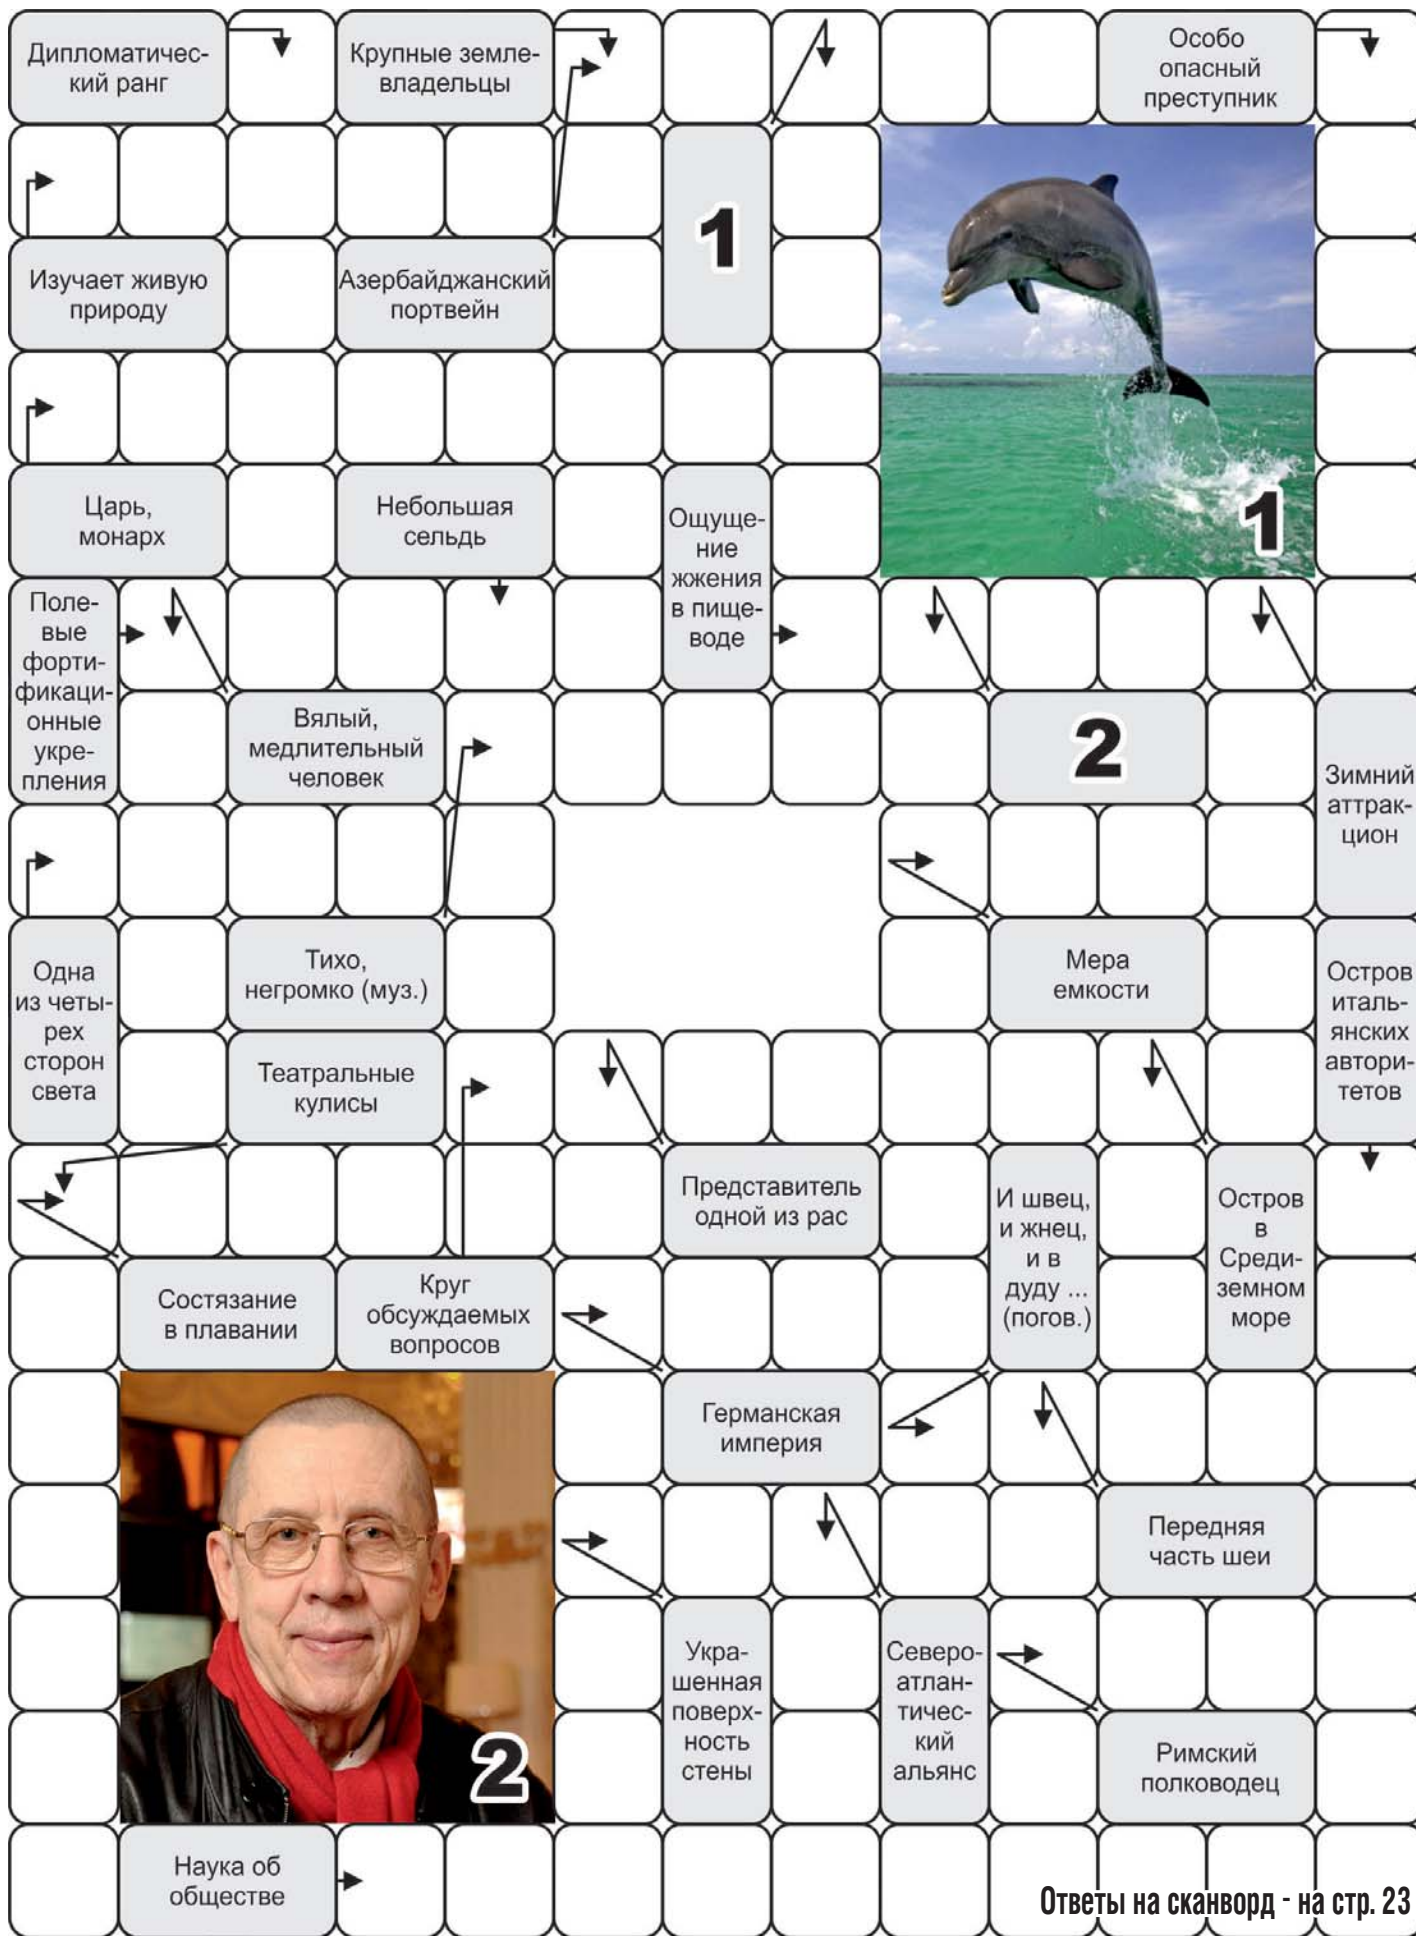 Дипломатичес-
кий ранг
Крупные земле-
владельцы
Особо
опасный
преступник
1
Изучает живую
природу
Азербайджанский
портвейн
Царь,
монарх
Небольшая
сельдь
Ощуще-
ние
жжения
в пище-
воде
1
Поле-
вые
форти-
фикаци-
онные
укре-
пления
Вялый,
медлительный
человек
2
Зимний
аттрак-
цион
Одна
из четы-
рех
сторон
света
Тихо,
негромко (муз.)
Мера
емкости
Остров
италь-
янских
автори-
тетов
Театральные
кулисы
Представитель
одной из рас
И швец,
и жнец,
и в
дуду ...
(погов.)
Остров
в
Среди-
земном
море
Состязание
в плавании
Круг
обсуждаемых
вопросов
Германская
империя
Передняя
часть шеи
Укра-
шенная
поверх-
ность
стены
Северо-
атлан-
тичес-
кий
альянс
2
Римский
полководец
Наука об
обществе
Ответы на сканворд - на стр. 23